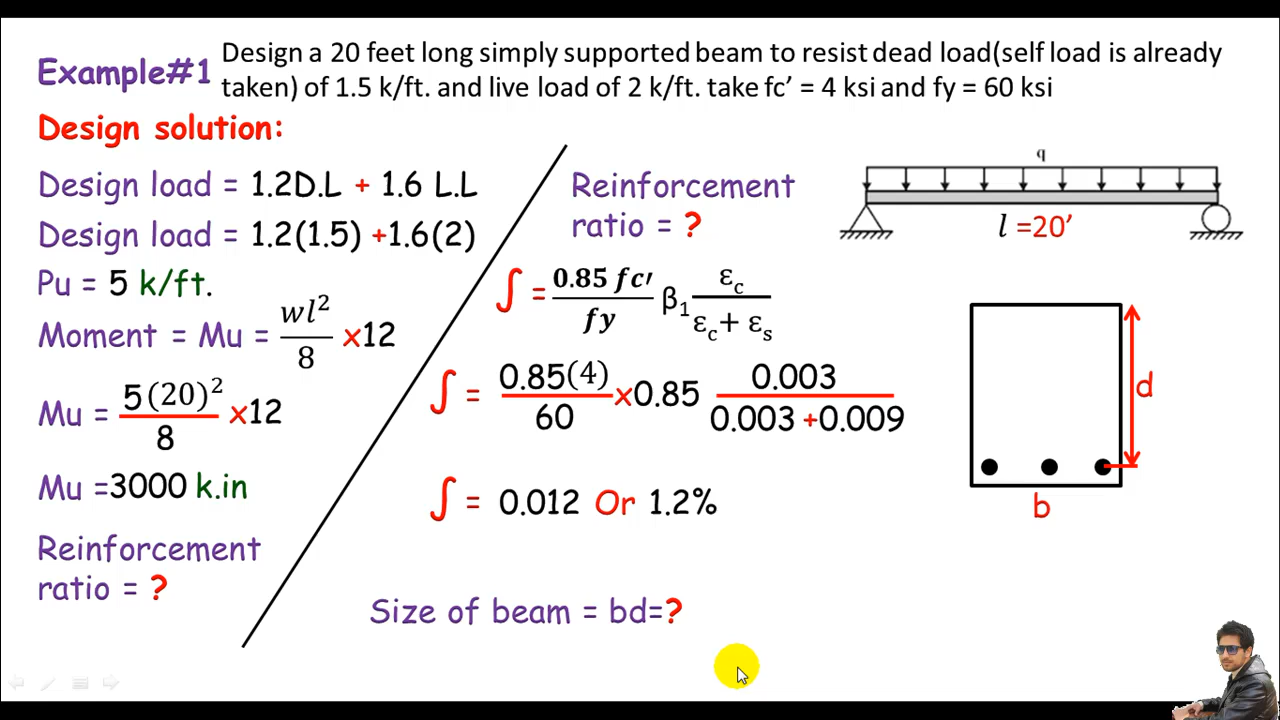 Example#1 Design a 20 feet long simply supported beam to resist dead load(self load is already
taken) of 1.5 k/ft. and live load of 2 k/ft. take fc’ = 4 ksi and fy = 60 ksi
Design solution:
Design load = 1.2D.L + 1.6 L.L
Design load = 1.2(1.5) +1.6(2)
Pu = 5 k/ft.
Moment = Mu = wl²/8 x12
Mu = 5(20)²/8 x12
Mu =3000 k.in
Reinforcement
ratio = ?
Reinforcement
ratio = ?
∫ = 0.85 fc′/fy β₁ εc/εc+ εs
∫ = 0.85(4)/60 x0.85 0.003/0.003 +0.009
∫ = 0.012 Or 1.2%
Size of beam = bd=?
q
l =20’
d
b